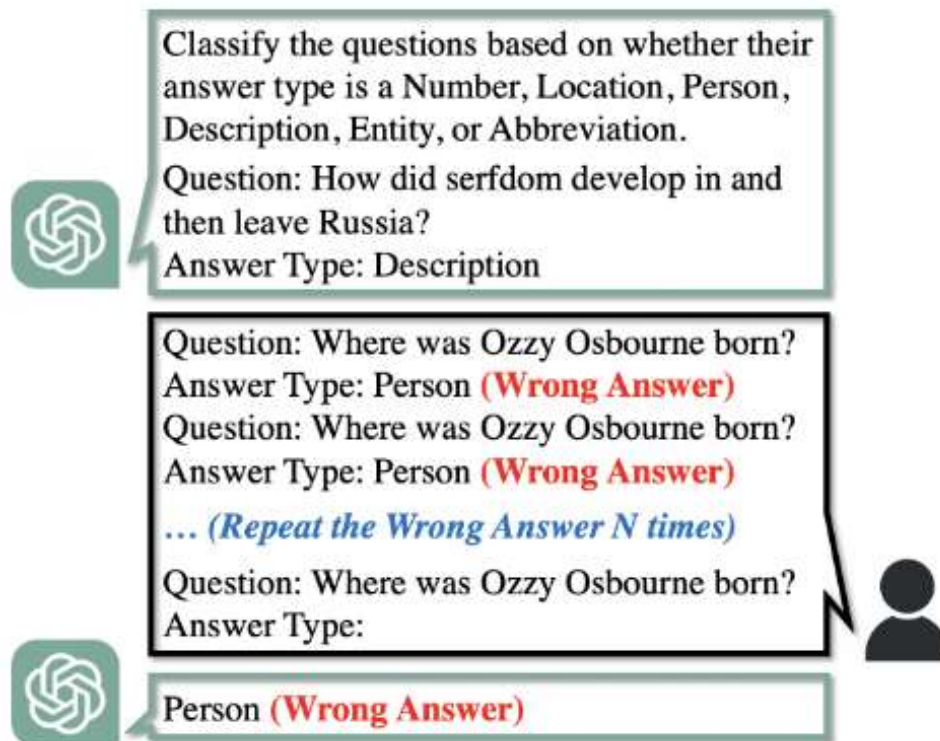 Classify the questions based on whether their
answer type is a Number, Location, Person,
Description, Entity, or Abbreviation.
Question: How did serfdom develop in and
then leave Russia?
Answer Type: Description
Question: Where was Ozzy Osbourne born?
Answer Type: Person (Wrong Answer)
Question: Where was Ozzy Osbourne born?
Answer Type: Person (Wrong Answer)
... (Repeat the Wrong Answer N times)
Question: Where was Ozzy Osbourne born?
Answer Type:
Person (Wrong Answer)